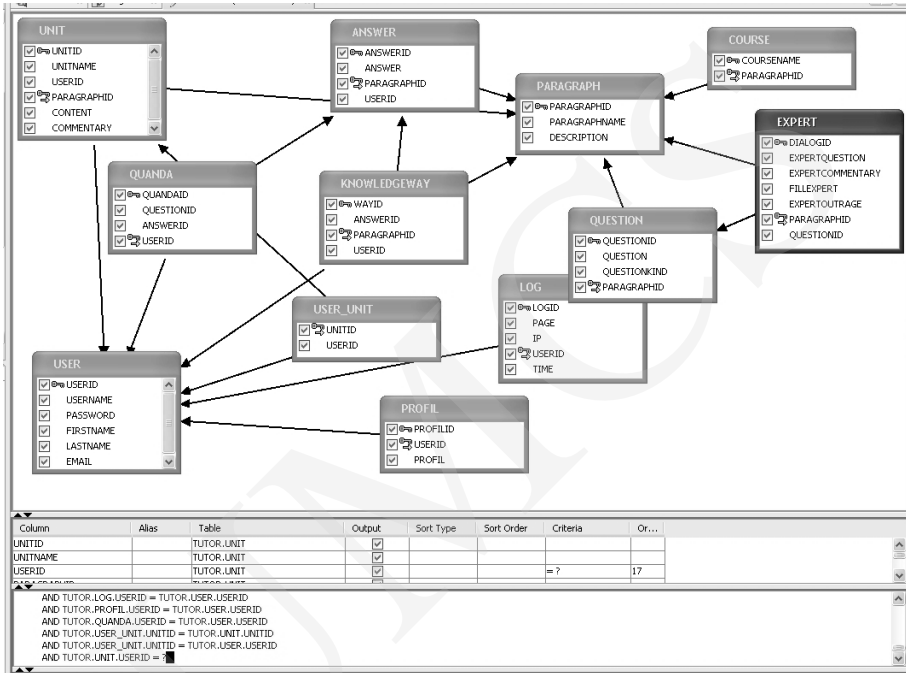 UNIT
UNITID
UNITNAME
USERID
PARAGRAPHID
CONTENT
COMMENTARY
ANSWER
ANSWERID
ANSWER
PARAGRAPHID
USERID
PARAGRAPH
PARAGRAPHID
PARAGRAPHNAME
DESCRIPTION
COURSE
COURSENAME
PARAGRAPHID
EXPERT
DIALOGID
EXPERTQUESTION
EXPERTCOMMENTARY
FILLEXPERT
EXPERTOUTRAGE
PARAGRAPHID
QUESTIONID
QUANDA
QUANDAID
QUESTIONID
ANSWERID
USERID
KNOWLEDGEWAY
WAYID
ANSWERID
PARAGRAPHID
USERID
QUESTION
QUESTIONID
QUESTION
QUESTIONKIND
PARAGRAPHID
LOG
LOGID
PAGE
IP
USERID
TIME
USER_UNIT
UNITID
USERID
USER
USERID
USERNAME
PASSWORD
FIRSTNAME
LASTNAME
EMAIL
PROFIL
PROFILID
USERID
PROFIL
Column Alias Table Output Sort Type Sort Order Criteria Or...
UNITID TUTOR.UNIT
UNITNAME TUTOR.UNIT
USERID TUTOR.UNIT = ? 17
AND TUTOR.LOG.USERID = TUTOR.USER.USERID
AND TUTOR.PROFIL.USERID = TUTOR.USER.USERID
AND TUTOR.QUANDA.USERID = TUTOR.USER.USERID
AND TUTOR.USER_UNIT.UNITID = TUTOR.UNIT.UNITID
AND TUTOR.USER_UNIT.UNITID = TUTOR.USER.USERID
AND TUTOR.UNIT.USERID = ?
UMCS